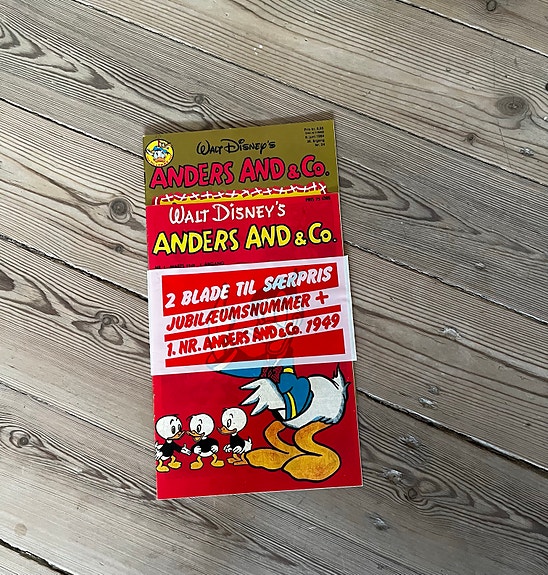 WALT DISNEY'S
ANDERS AND & Co.
WALT DISNEY'S
ANDERS AND & Co.
2 BLADE TIL SÆRPRIS
JUBILÆUMSNUMMER +
1. NR. ANDERS AND & Co. 1949